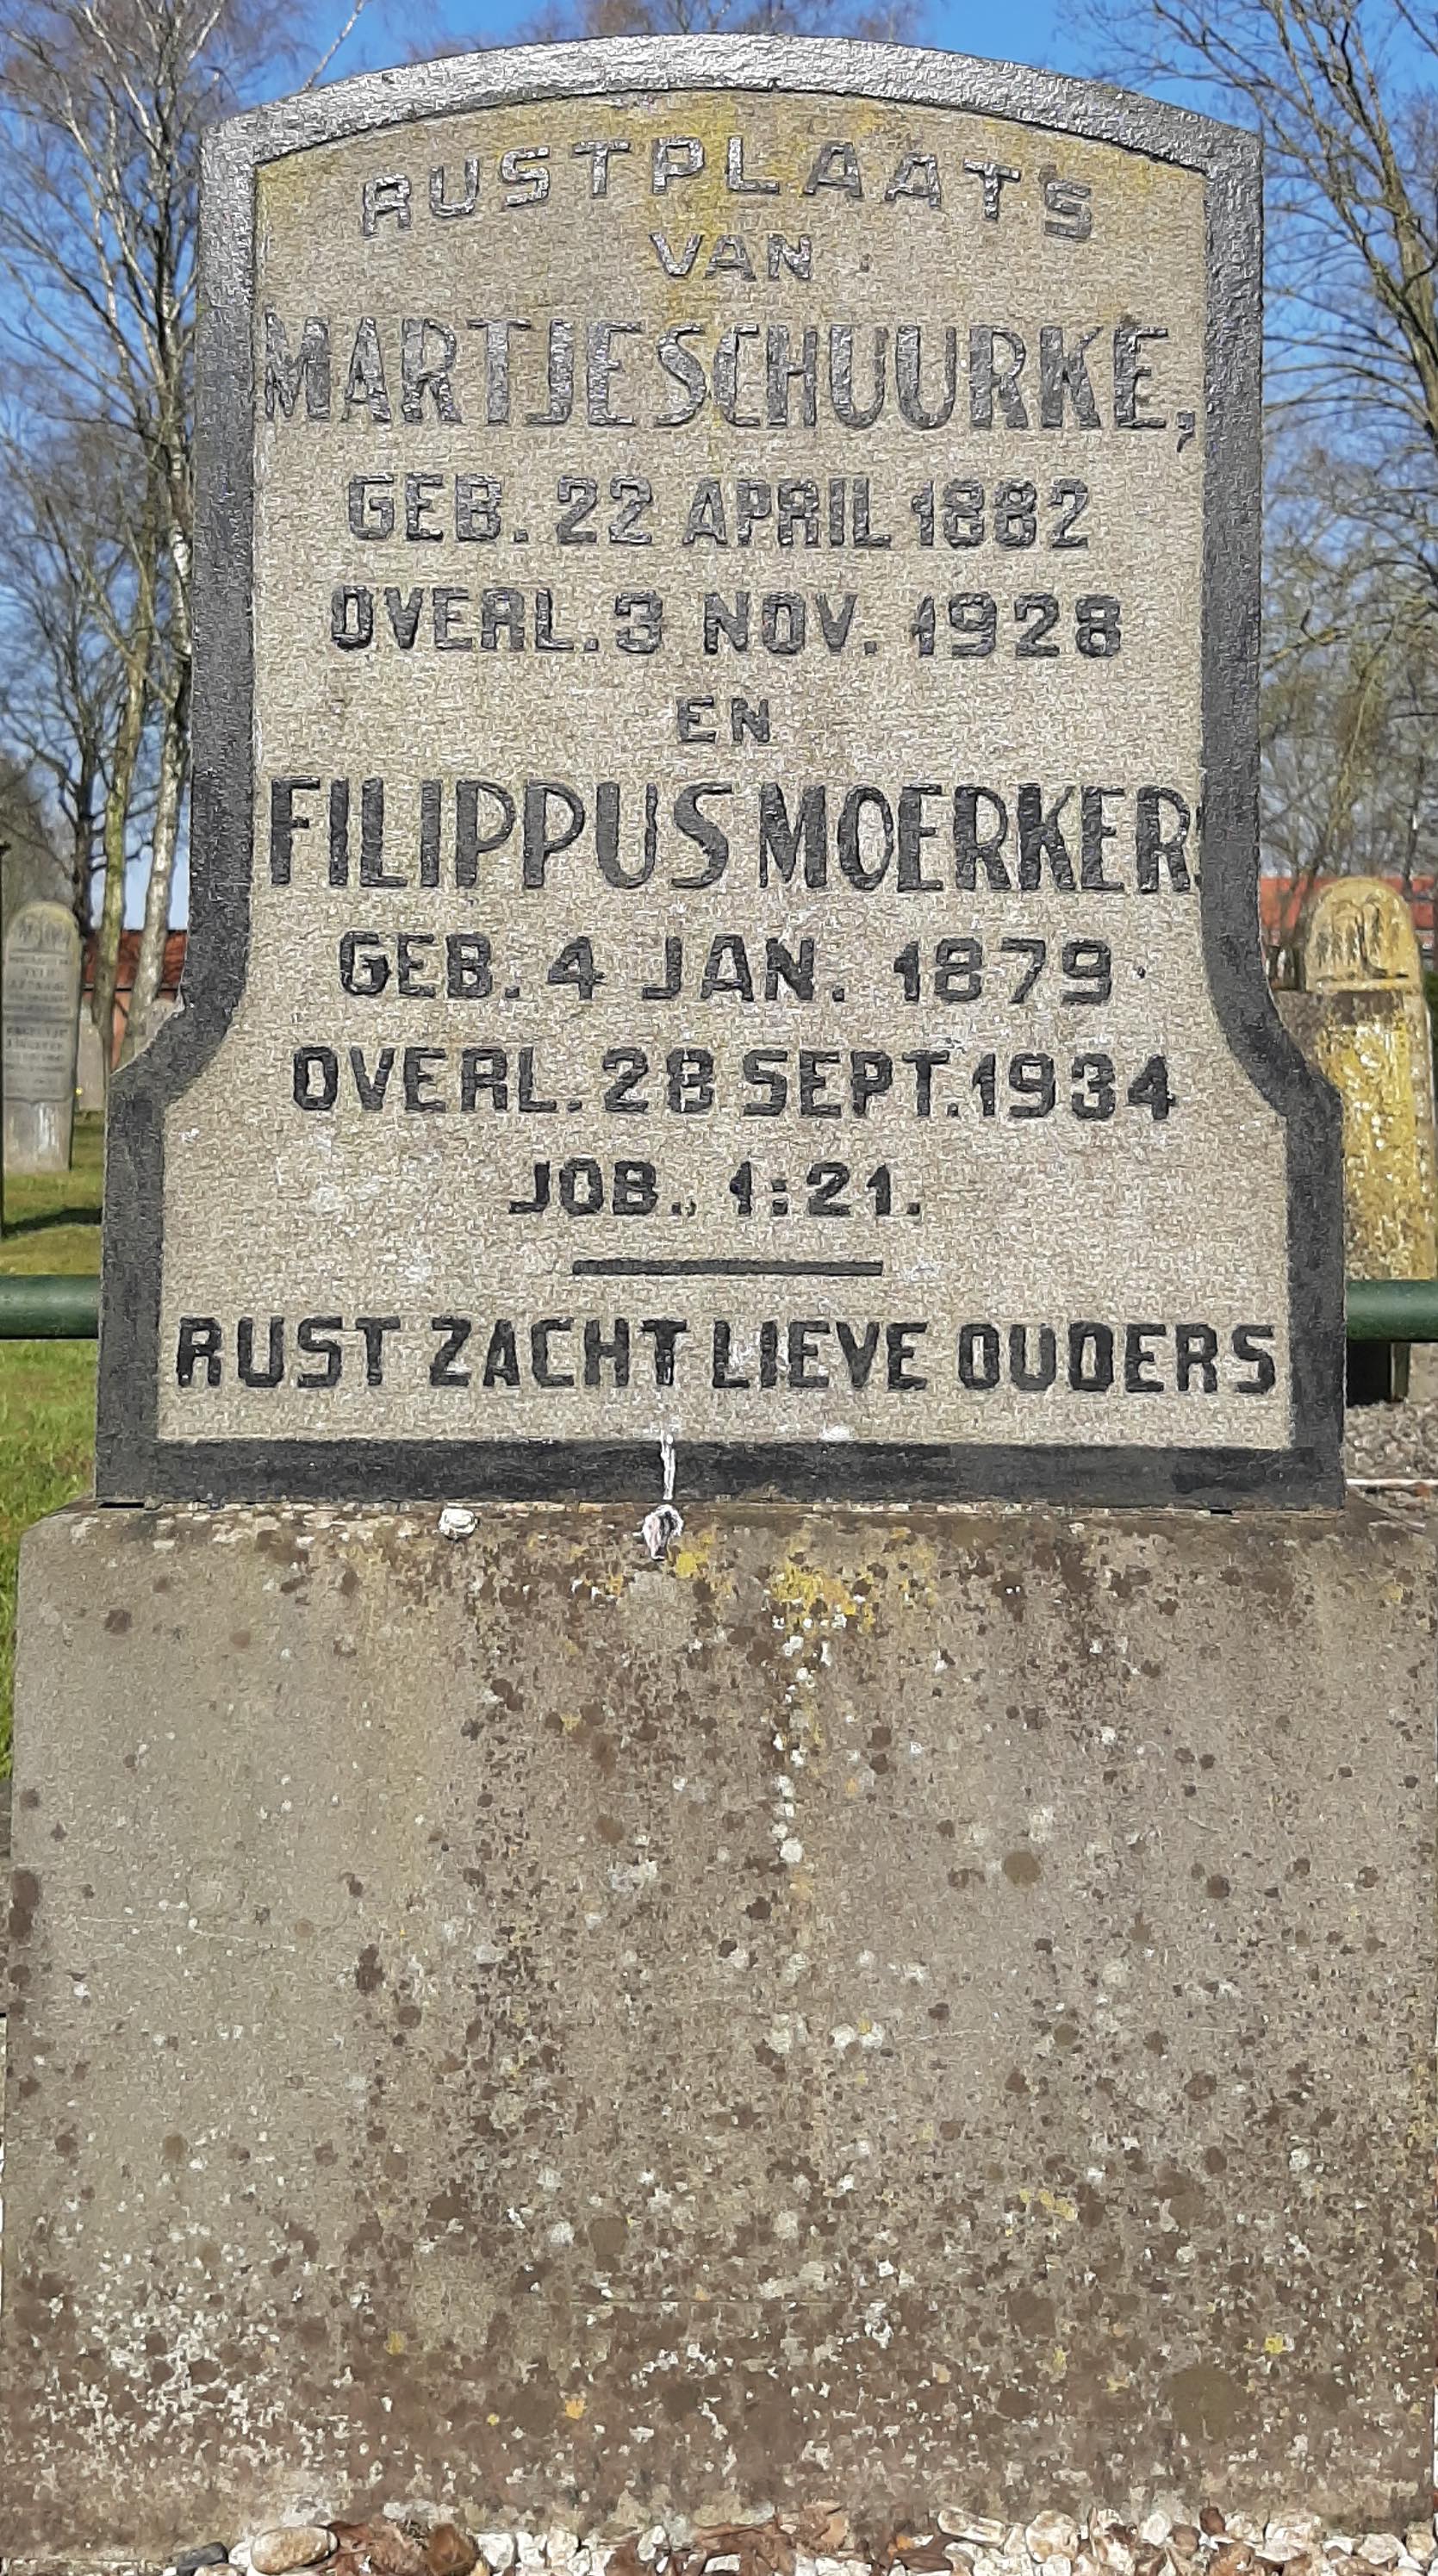 RUSTPLAATS
VAN
MARTJE SCHUURKE,
GEB. 22 APRIL 1882
OVERL. 3 NOV. 1928
EN
FILIPPUS MOERKERS
GEB. 4 JAN. 1879
OVERL. 28 SEPT. 1934
JOB. 1:21.
RUST ZACHT LIEVE OUDERS